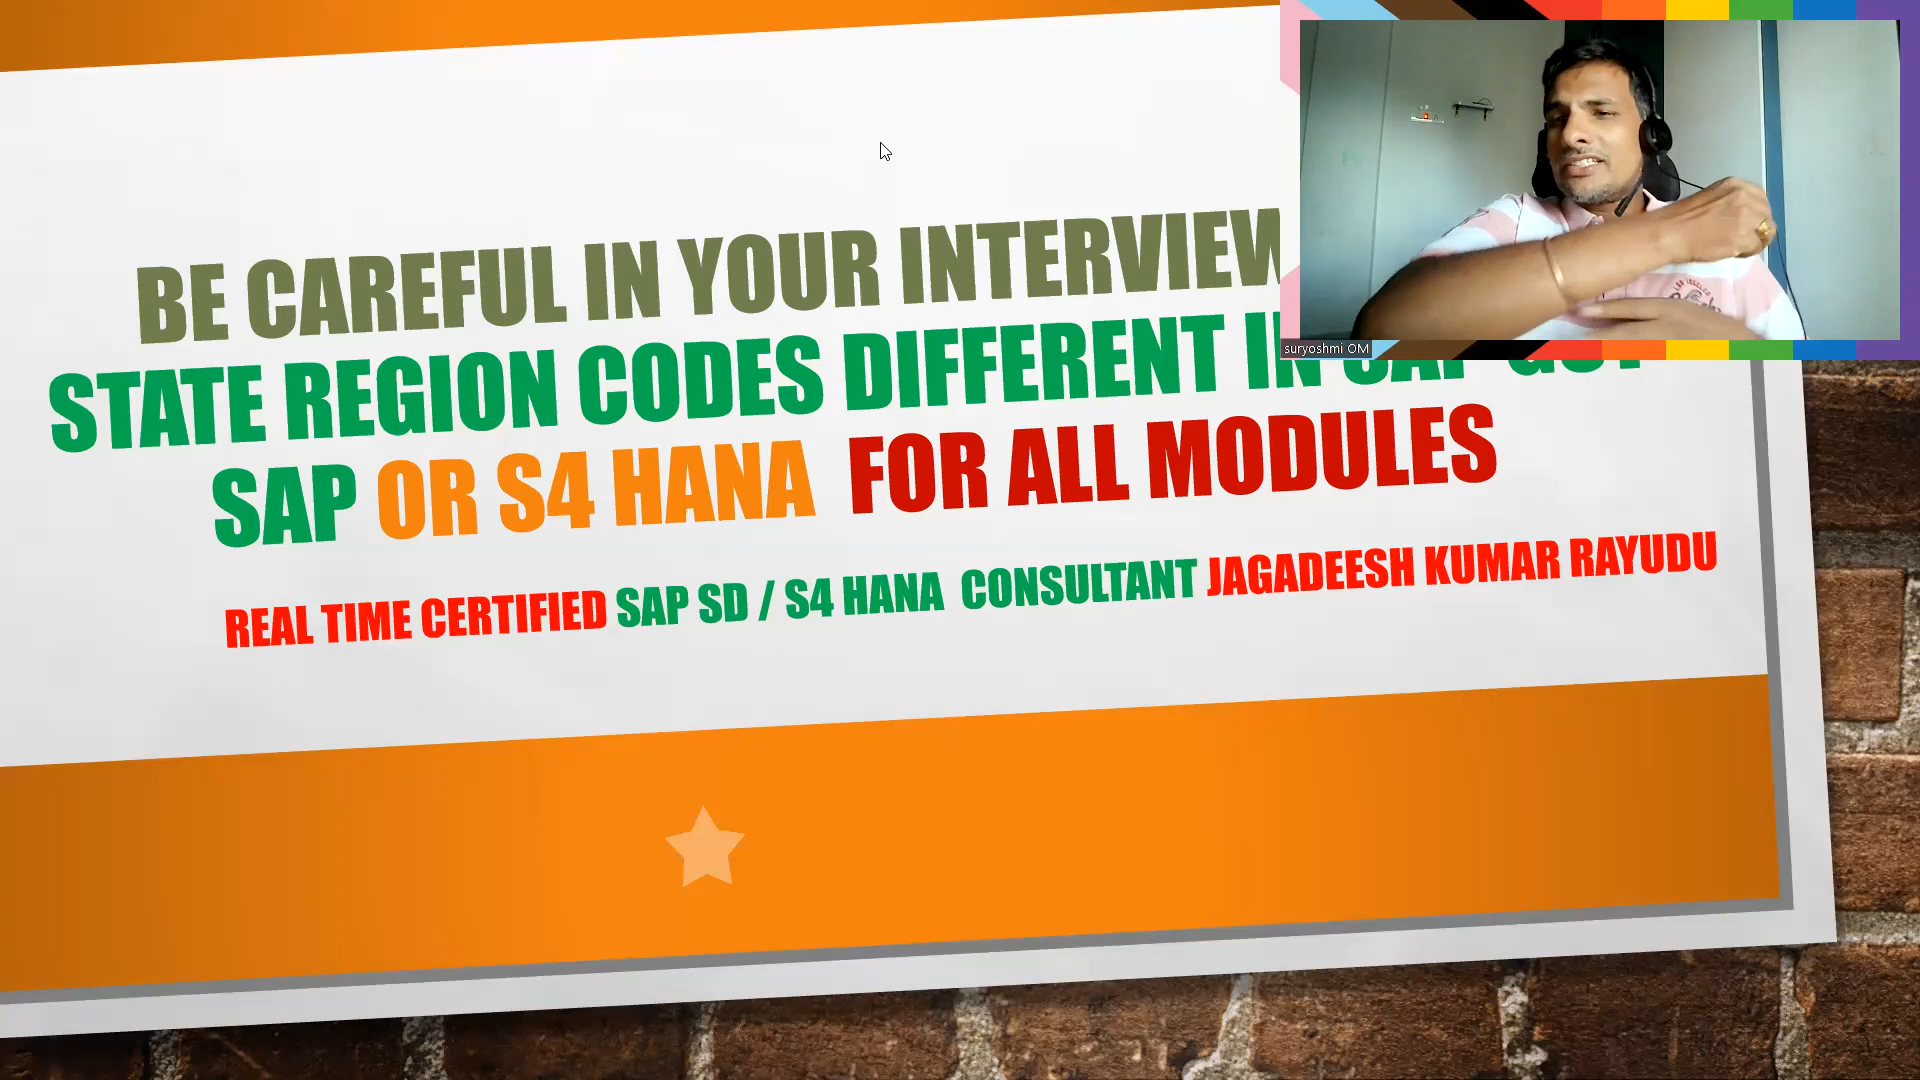 BE CAREFUL IN YOUR INTERVIEW
STATE REGION CODES DIFFERENT IN SAP
SAP OR S4 HANA FOR ALL MODULES
REAL TIME CERTIFIED SAP SD / S4 HANA CONSULTANT JAGADEESH KUMAR RAYUDU
suryoshmi OM